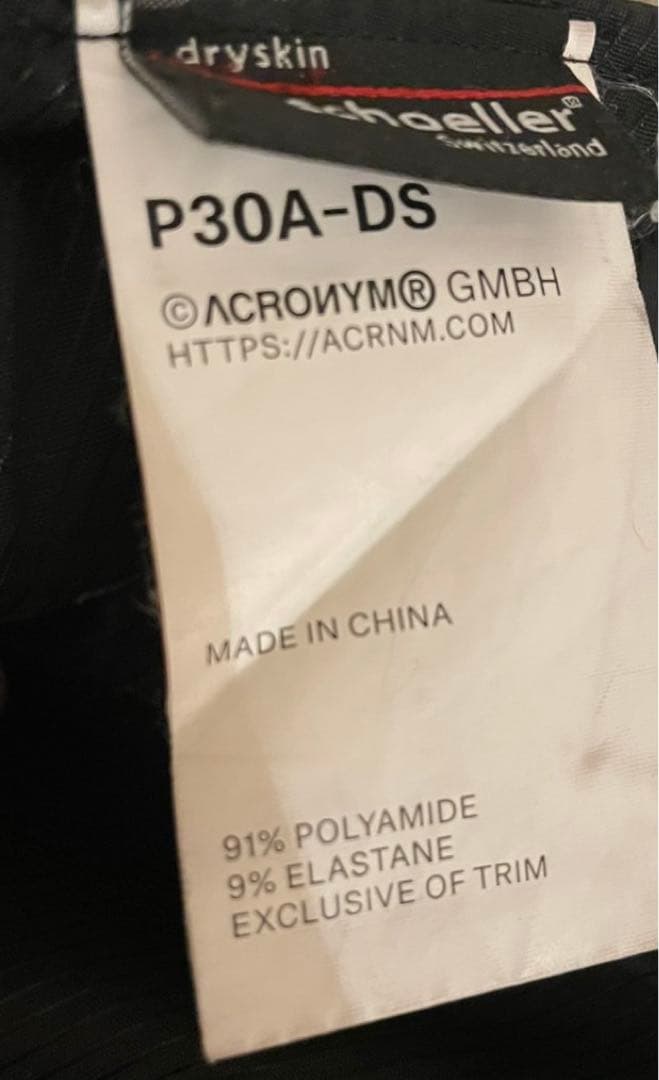 dryskin
schoeller®
Switzerland
P30A-DS
©ΛCROИYM® GMBH
HTTPS://ACRNM.COM
MADE IN CHINA
91% POLYAMIDE
9% ELASTANE
EXCLUSIVE OF TRIM